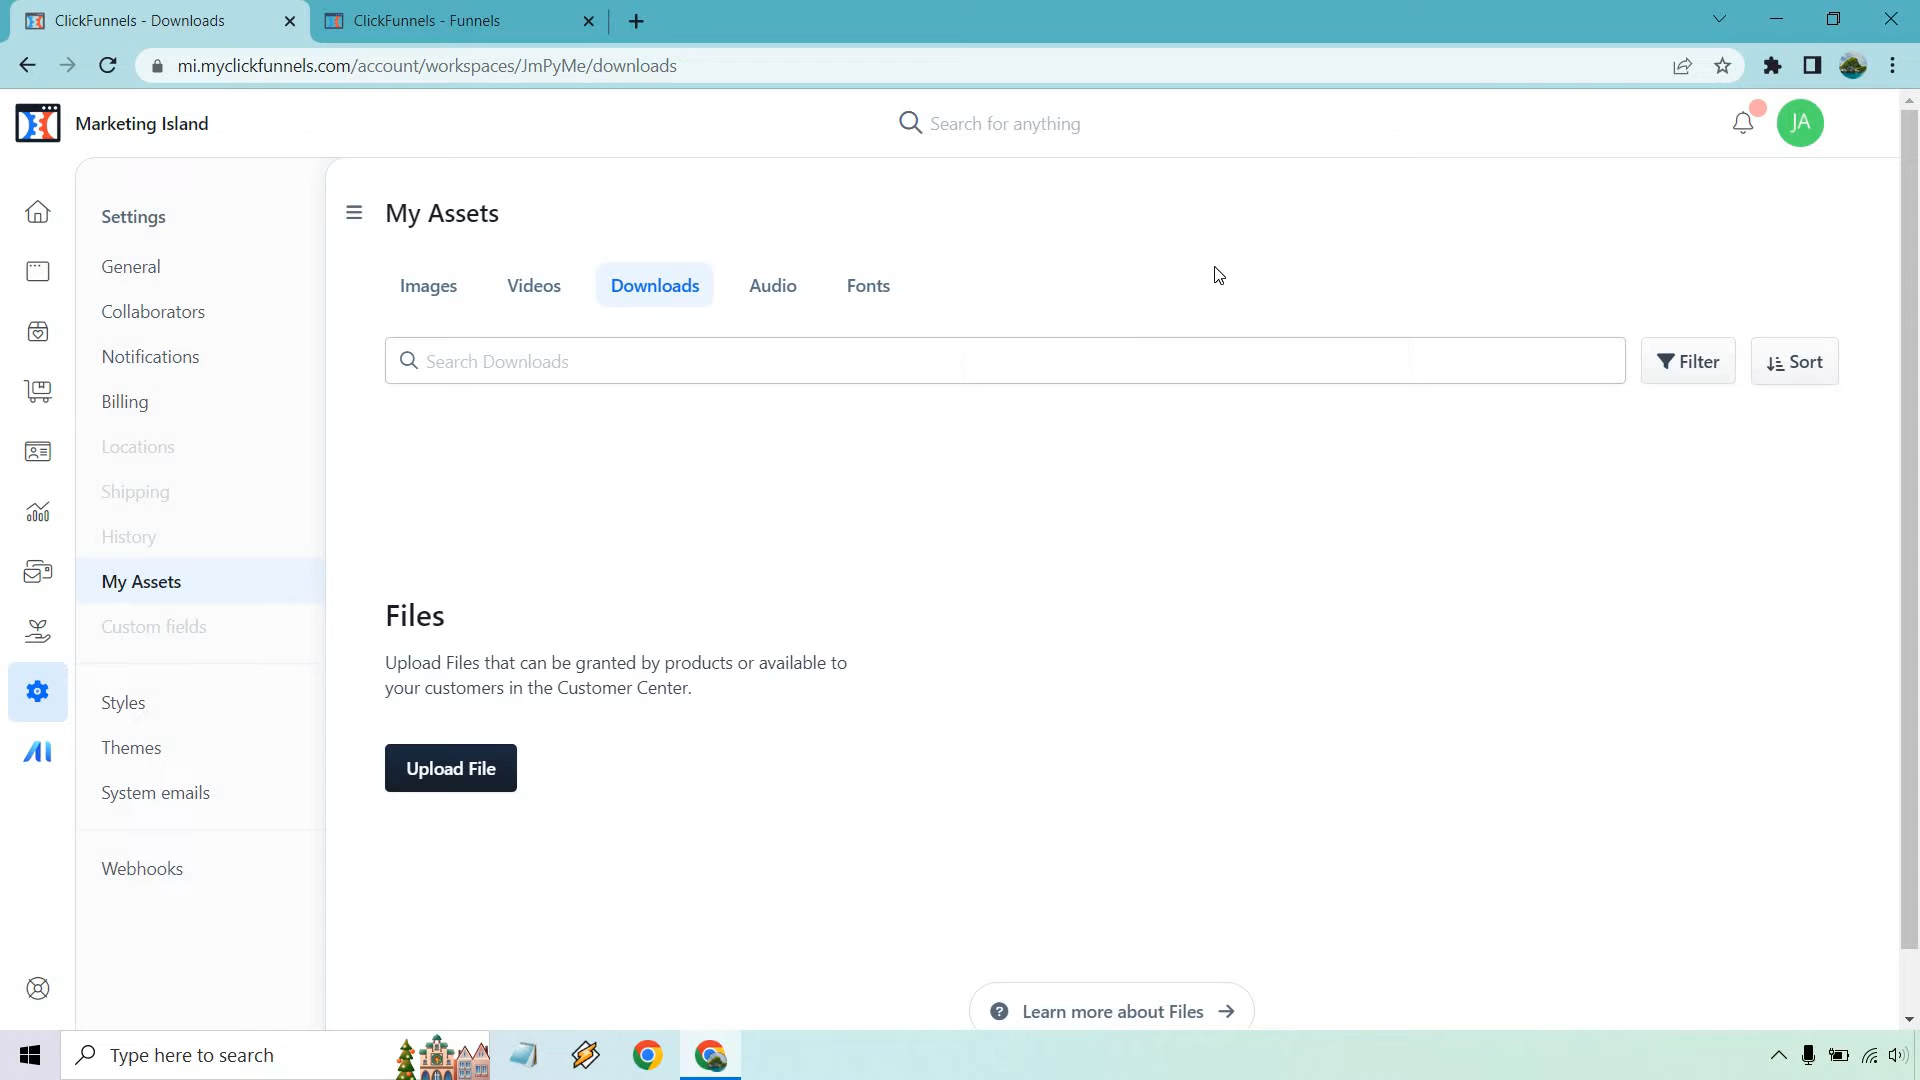 ClickFunnels - Downloads
ClickFunnels - Funnels
mi.myclickfunnels.com/account/workspaces/JmPyMe/downloads
Marketing Island
Search for anything
JA
Settings
General
Collaborators
Notifications
Billing
Locations
Shipping
History
My Assets
Custom fields
Styles
Themes
System emails
Webhooks
My Assets
Images
Videos
Downloads
Audio
Fonts
Search Downloads
Filter
Sort
Files
Upload Files that can be granted by products or available to
your customers in the Customer Center.
Upload File
Learn more about Files
Type here to search